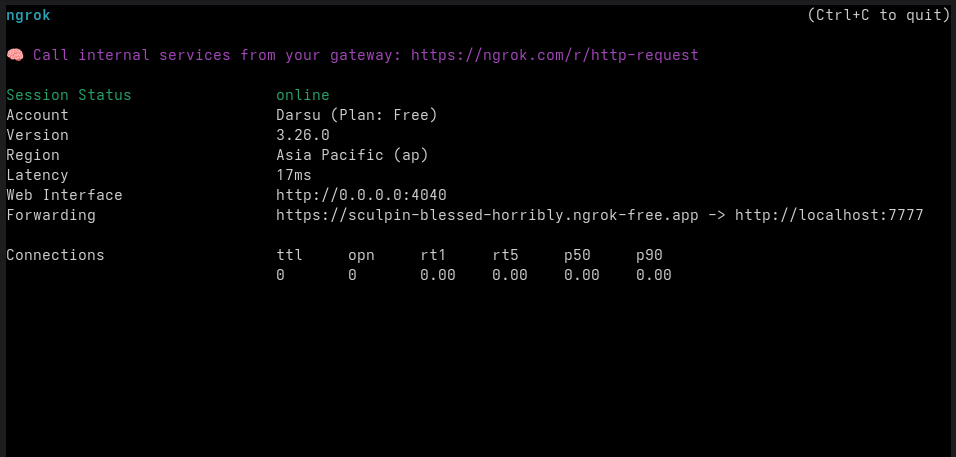 ngrok (Ctrl+C to quit)
🧠 Call internal services from your gateway: https://ngrok.com/r/http-request
Session Status online
Account Darsu (Plan: Free)
Version 3.26.0
Region Asia Pacific (ap)
Latency 17ms
Web Interface http://0.0.0.0:4040
Forwarding https://sculpin-blessed-horribly.ngrok-free.app -> http://localhost:7777
Connections ttl opn rt1 rt5 p50 p90
0 0 0.00 0.00 0.00 0.00